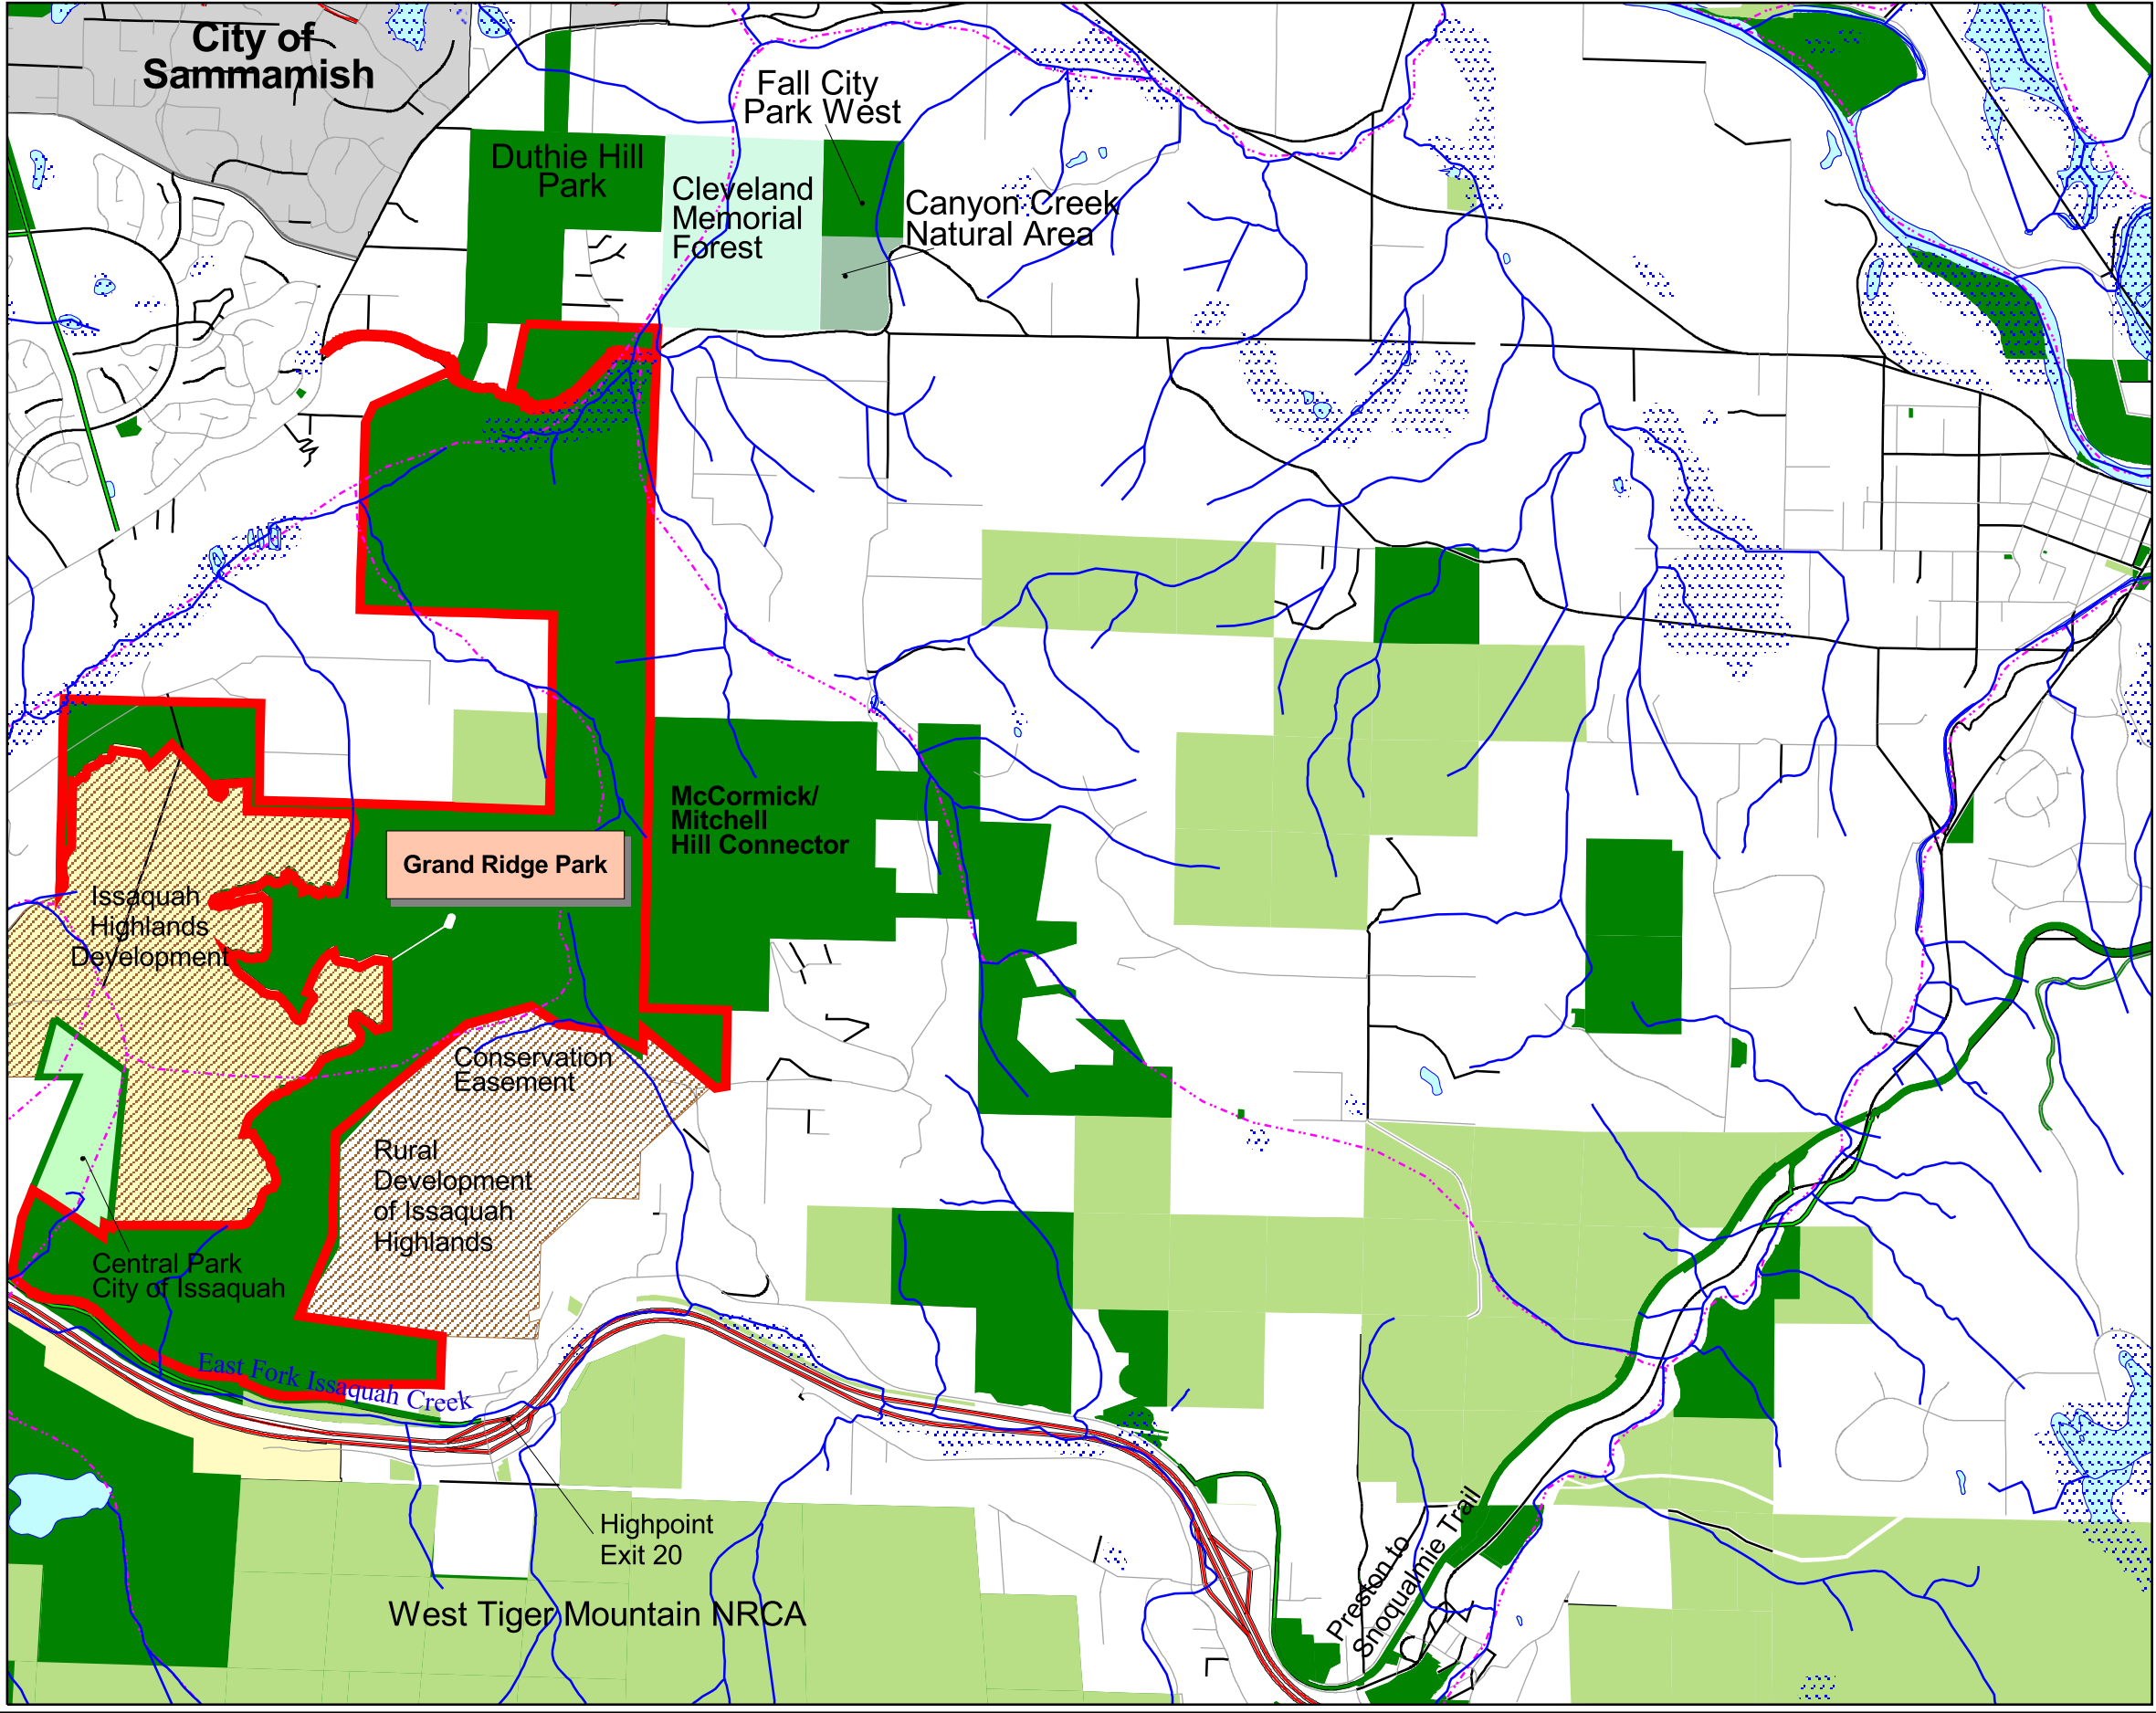 City of
Sammamish
Fall City
Park West
Duthie Hill
Park
Cleveland
Memorial
Forest
Canyon Creek
Natural Area
McCormick/
Mitchell
Hill Connector
Grand Ridge Park
Issaquah
Highlands
Development
Conservation
Easement
Rural
Development
of Issaquah
Highlands
Central Park
City of Issaquah
East Fork Issaquah Creek
Highpoint
Exit 20
West Tiger Mountain NRCA
Preston to
Snoqualmie Trail